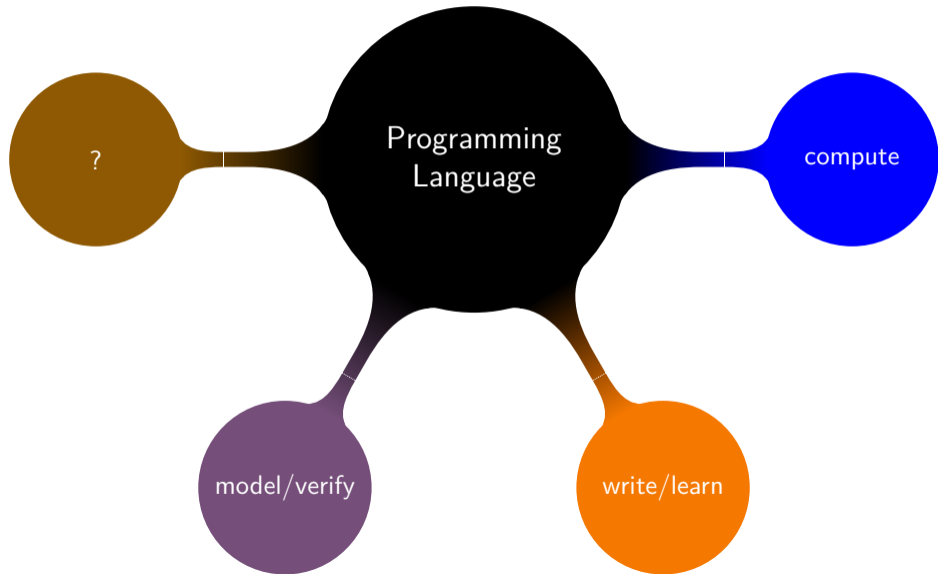 Programming
Language
?
compute
model/verify
write/learn